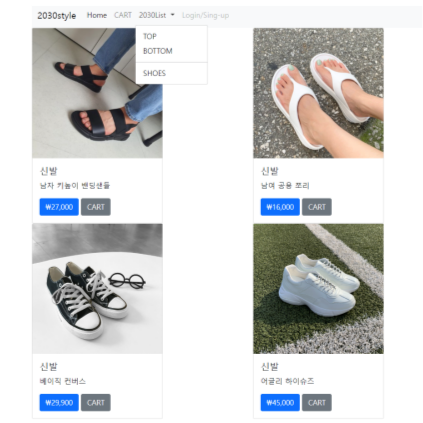 2030style Home CART 2030List Login/Sing-up
TOP
BOTTOM
SHOES
신발
남자 키높이 밴딩샌들
₩27,000 CART
신발
남여 공용 쪼리
₩16,000 CART
신발
베이직 컨버스
₩29,900 CART
신발
어글리 하이슈즈
₩45,000 CART